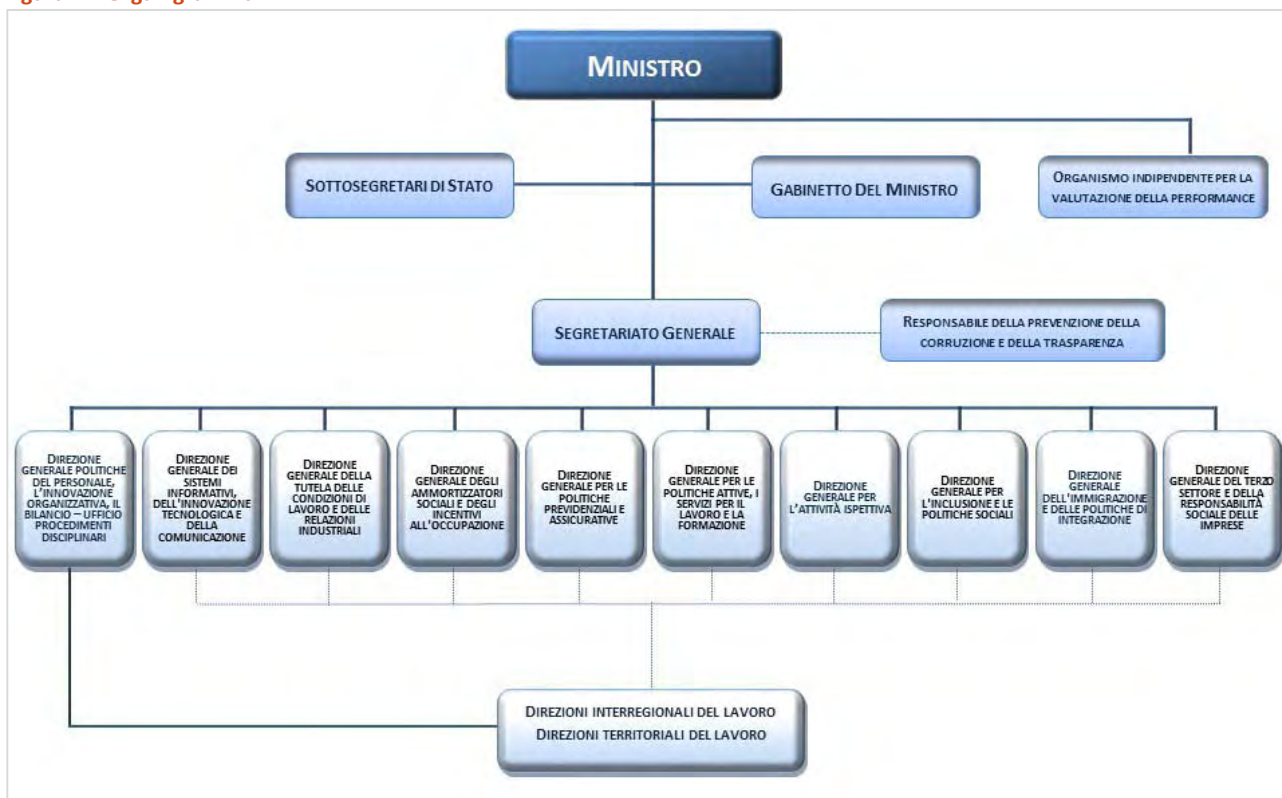 MINISTRO
SOTTOSEGRETARI DI STATO
GABINETTO DEL MINISTRO
ORGANISMO INDIPENDENTE PER LA
VALUTAZIONE DELLA PERFORMANCE
SEGRETARIATO GENERALE
RESPONSABILE DELLA PREVENZIONE DELLA
CORRUZIONE E DELLA TRASPARENZA
DIREZIONE
GENERALE POLITICHE
DEL PERSONALE,
L'INNOVAZIONE
ORGANIZZATIVA, IL
BILANCIO – UFFICIO
PROCEDIMENTI
DISCIPLINARI
DIREZIONE
GENERALE DEI
SISTEMI
INFORMATIVI,
DELL'INNOVAZIONE
TECNOLOGICA E
DELLA
COMUNICAZIONE
DIREZIONE
GENERALE DELLA
TUTELA DELLE
CONDIZIONI DI
LAVORO E DELLE
RELAZIONI
INDUSTRIALI
DIREZIONE
GENERALE DEGLI
AMMORTIZZATORI
SOCIALI E DEGLI
INCENTIVI
ALL'OCCUPAZIONE
DIREZIONE
GENERALE PER LE
POLITICHE
PREVIDENZIALI E
ASSICURATIVE
DIREZIONE
GENERALE PER LE
POLITICHE ATTIVE, I
SERVIZI PER IL
LAVORO E LA
FORMAZIONE
DIREZIONE
GENERALE PER
L'ATTIVITÀ ISPETTIVA
DIREZIONE
GENERALE PER
L'INCLUSIONE E LE
POLITICHE SOCIALI
DIREZIONE
GENERALE
DELL'IMMIGRAZIONE
E DELLE POLITICHE DI
INTEGRAZIONE
DIREZIONE
GENERALE DEL TERZO
SETTORE E DELLA
RESPONSABILITÀ
SOCIALE DELLE
IMPRESE
DIREZIONI INTERREGIONALI DEL LAVORO
DIREZIONI TERRITORIALI DEL LAVORO